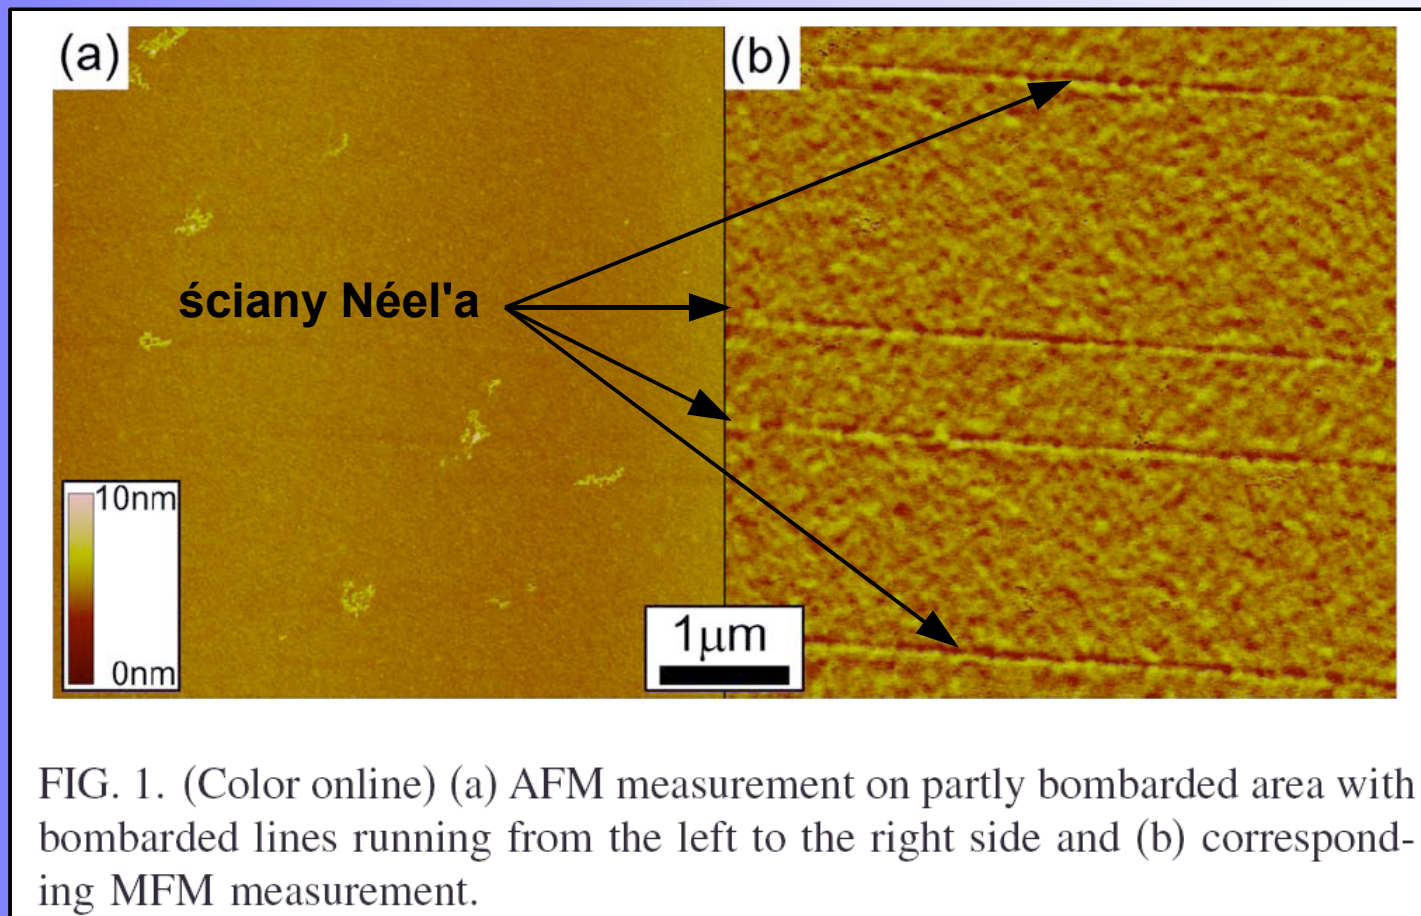 (a)
(b)
ściany Néel'a
10nm
0nm
1μm
FIG. 1. (Color online) (a) AFM measurement on partly bombarded area with
bombarded lines running from the left to the right side and (b) correspond-
ing MFM measurement.